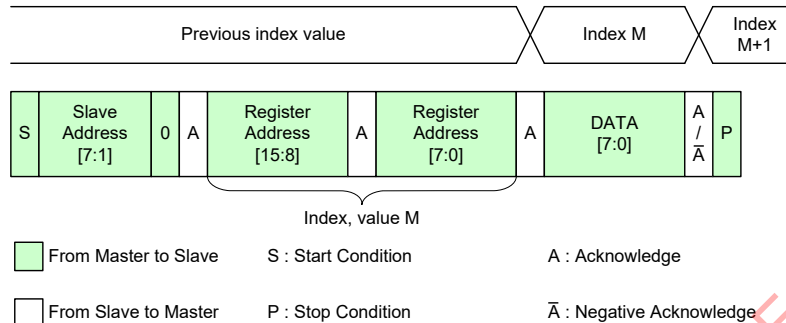 Previous index value
Index M
Index
M+1
S
Slave
Address
[7:1]
0
A
Register
Address
[15:8]
A
Register
Address
[7:0]
A
DATA
[7:0]
A
/
A̅
P
Index, value M
From Master to Slave
S : Start Condition
A : Acknowledge
From Slave to Master
P : Stop Condition
A̅ : Negative Acknowledge